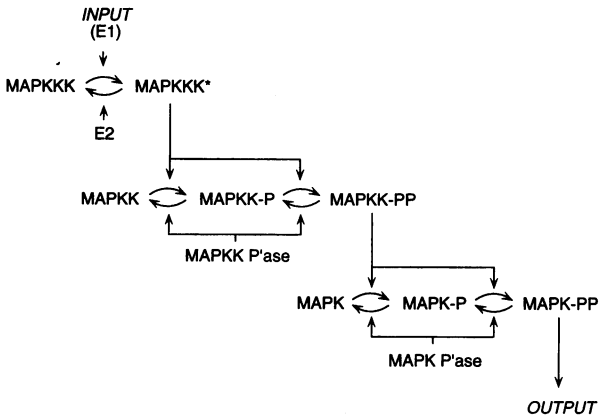 INPUT
(E1)
MAPKKK
MAPKKK*
E2
MAPKK
MAPKK-P
MAPKK-PP
MAPKK P'ase
MAPK
MAPK-P
MAPK-PP
MAPK P'ase
OUTPUT